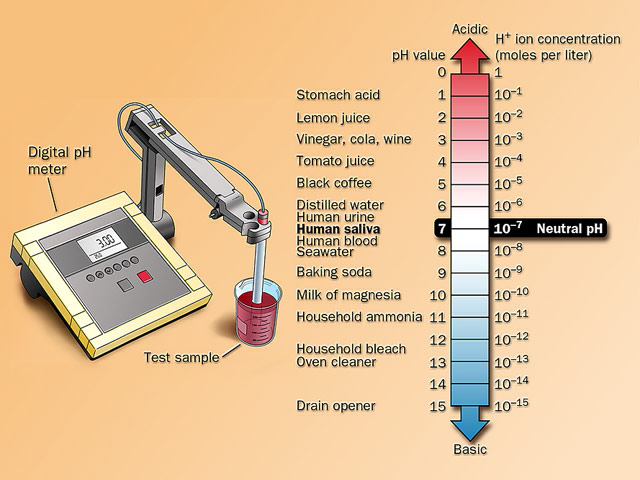 Acidic
pH value
H⁺ ion concentration
(moles per liter)
0 1
Stomach acid 1 10⁻¹
Lemon juice 2 10⁻²
Vinegar, cola, wine 3 10⁻³
Tomato juice 4 10⁻⁴
Black coffee 5 10⁻⁵
Distilled water
6 10⁻⁶
Human urine
Human saliva 7 10⁻⁷ Neutral pH
Human blood
Seawater 8 10⁻⁸
Baking soda 9 10⁻⁹
Milk of magnesia 10 10⁻¹⁰
Household ammonia 11 10⁻¹¹
12 10⁻¹²
Household bleach
Oven cleaner 13 10⁻¹³
14 10⁻¹⁴
Drain opener 15 10⁻¹⁵
Basic
Digital pH
meter
3.00
Test sample